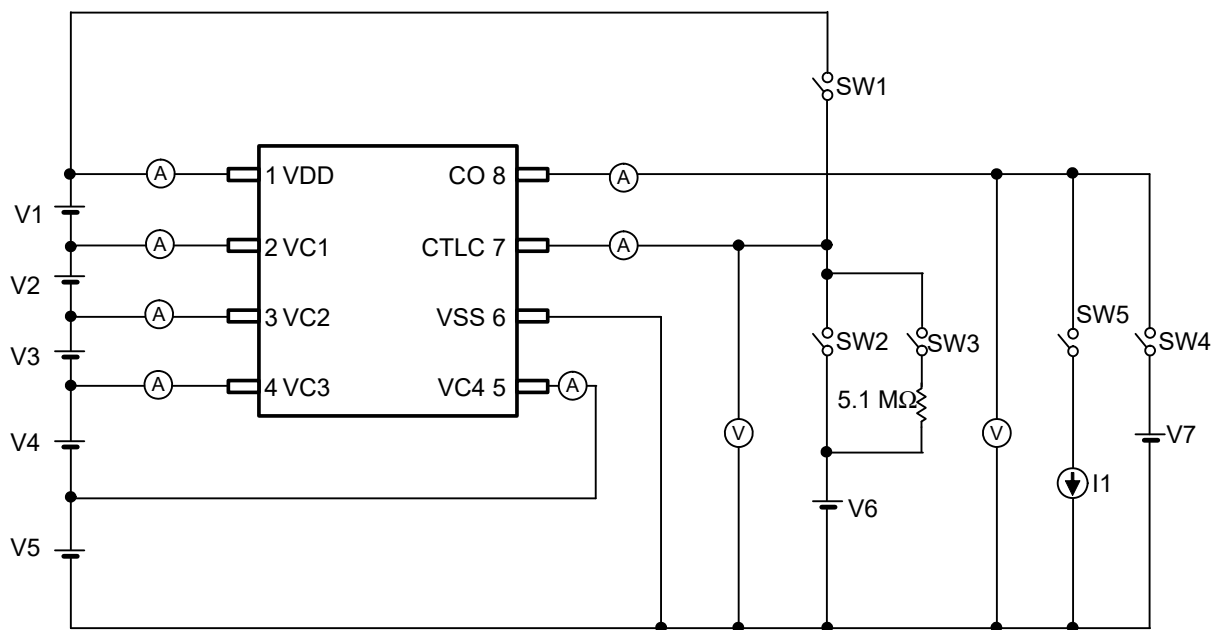 SW1
A
1 VDD
CO 8
A
V1
A
2 VC1
CTLC 7
A
V2
A
3 VC2
VSS 6
SW2
SW3
SW5
SW4
V3
A
4 VC3
VC4 5
A
5.1 MΩ
V4
V
V
V7
I1
V6
V5